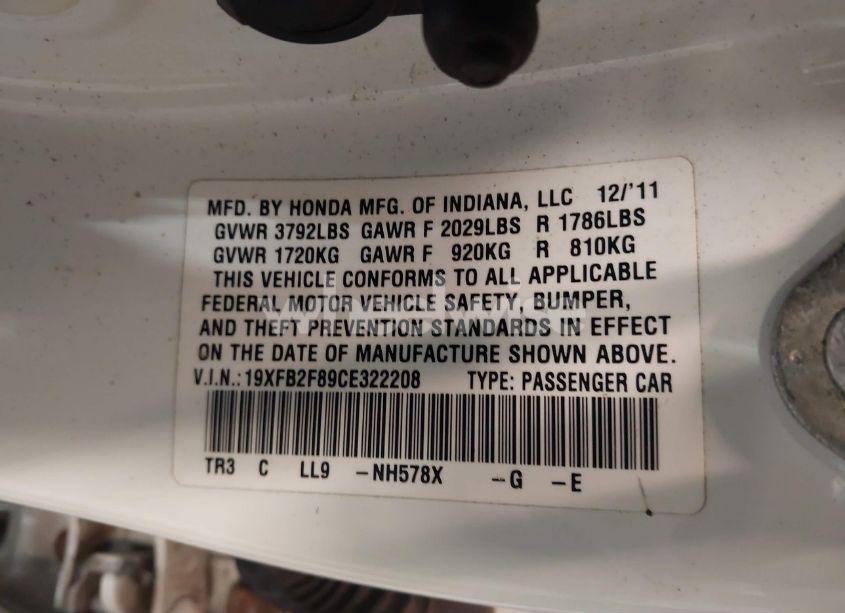 MFD. BY HONDA MFG. OF INDIANA, LLC 12/'11
GVWR 3792LBS GAWR F 2029LBS R 1786LBS
GVWR 1720KG GAWR F 920KG R 810KG
THIS VEHICLE CONFORMS TO ALL APPLICABLE
FEDERAL MOTOR VEHICLE SAFETY, BUMPER,
AND THEFT PREVENTION STANDARDS IN EFFECT
ON THE DATE OF MANUFACTURE SHOWN ABOVE.
V.I.N.: 19XFB2F89CE322208 TYPE: PASSENGER CAR
TR3 C LL9 -NH578X -G -E